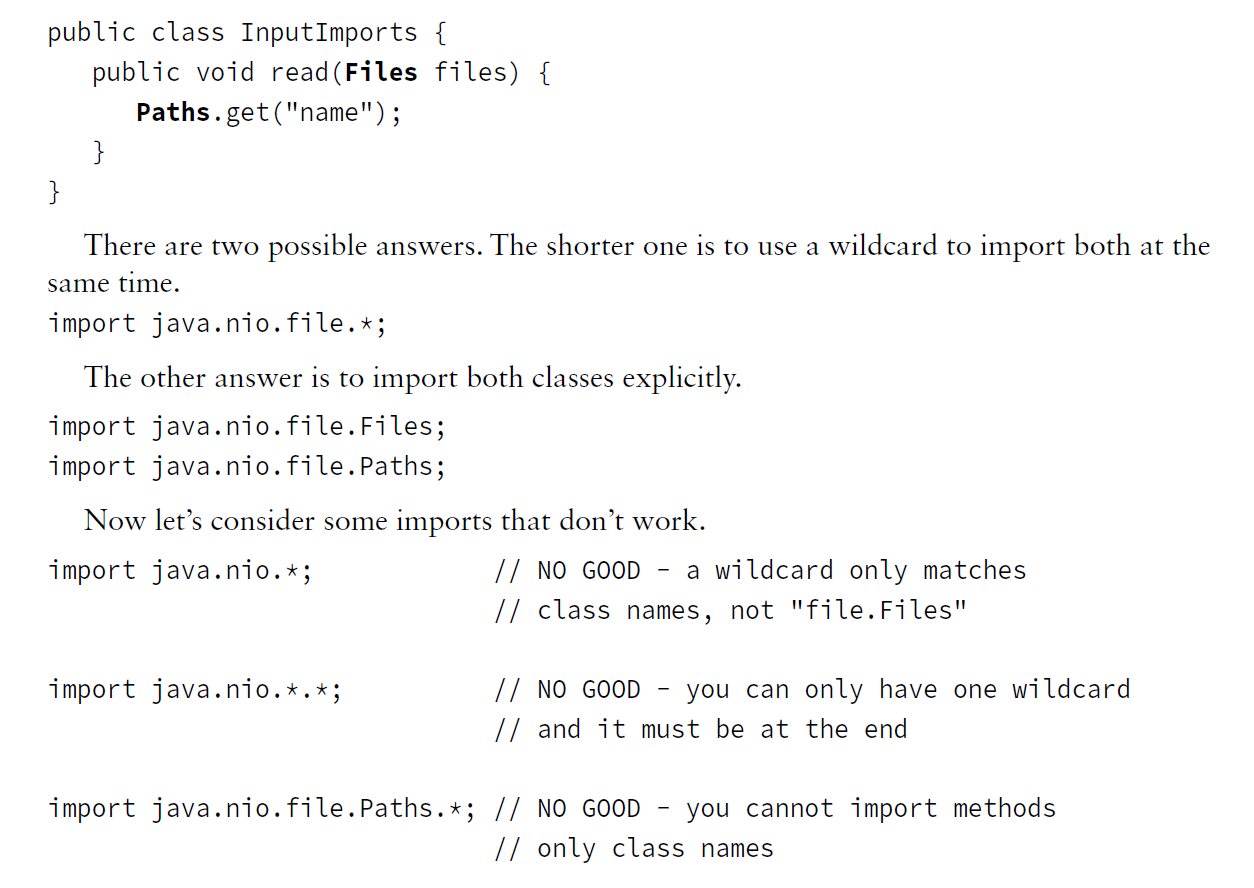 public class InputImports {
   public void read(Files files) {
      Paths.get("name");
   }
}
There are two possible answers. The shorter one is to use a wildcard to import both at the
same time.
import java.nio.file.*;
The other answer is to import both classes explicitly.
import java.nio.file.Files;
import java.nio.file.Paths;
Now let’s consider some imports that don’t work.
import java.nio.*;            // NO GOOD – a wildcard only matches
                              // class names, not "file.Files"
import java.nio.*.*;          // NO GOOD – you can only have one wildcard
                              // and it must be at the end
import java.nio.file.Paths.*; // NO GOOD – you cannot import methods
                              // only class names